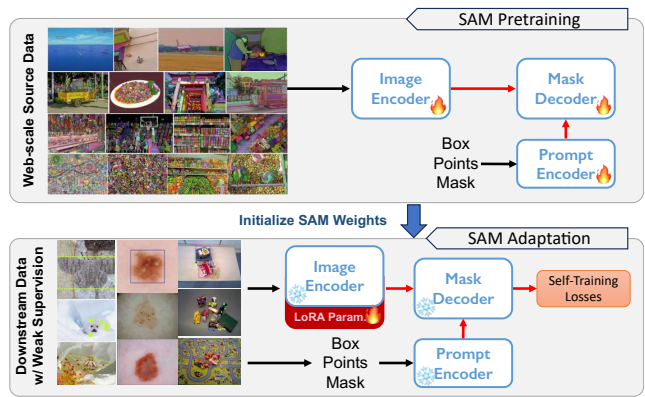 SAM Pretraining
Web-scale Source Data
Image
Encoder
Mask
Decoder
Box
Points
Mask
Prompt
Encoder
Initialize SAM Weights
SAM Adaptation
Downstream Data
w/ Weak Supervision
Image
Encoder
LoRA Param.
Mask
Decoder
Self-Training
Losses
Box
Points
Mask
Prompt
Encoder